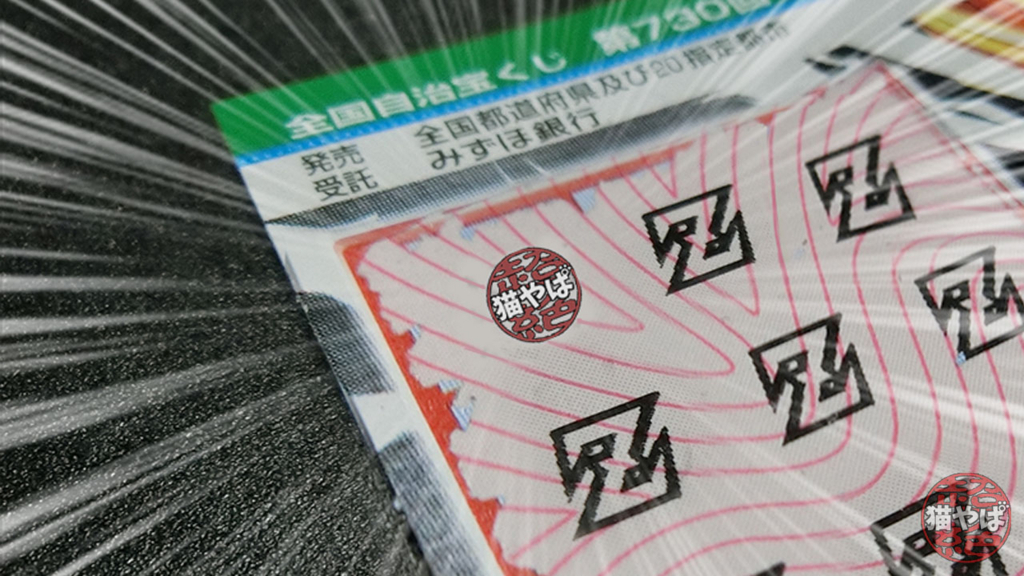 全国自治宝くじ 第730回
発売 全国都道府県及び20指定都市
受託 みずほ銀行
猫やば
猫やば